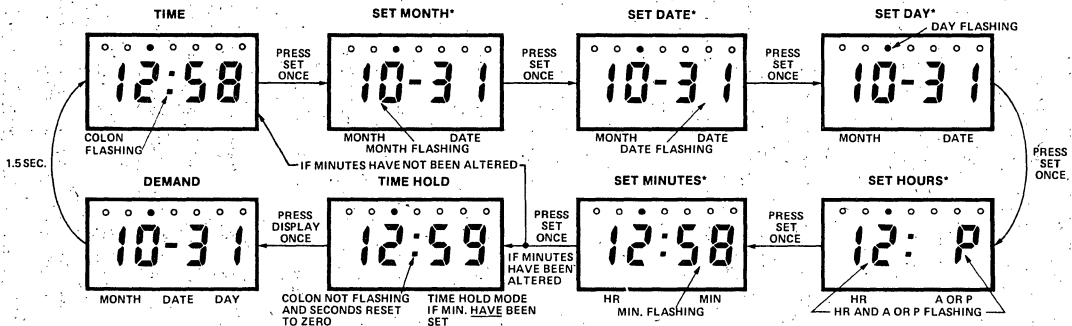 TIME
12:58
COLON
FLASHING
PRESS
SET
ONCE
SET MONTH*
10-31
MONTH DATE
MONTH FLASHING
PRESS
SET
ONCE
SET DATE*
10-31
MONTH DATE
DATE FLASHING
PRESS
SET
ONCE
SET DAY*
DAY FLASHING
10-31
MONTH DATE
PRESS
SET
ONCE
1.5 SEC.
IF MINUTES HAVE NOT BEEN ALTERED
DEMAND
10-31
MONTH DATE DAY
PRESS
DISPLAY
ONCE
TIME HOLD
12:59
COLON NOT FLASHING
AND SECONDS RESET
TO ZERO
TIME HOLD MODE
IF MIN. HAVE BEEN
SET
PRESS
SET
ONCE
IF MINUTES
HAVE BEEN
ALTERED
SET MINUTES*
12:58
HR MIN
MIN. FLASHING
PRESS
SET
ONCE
SET HOURS*
12: P
HR A OR P
HR AND A OR P FLASHING